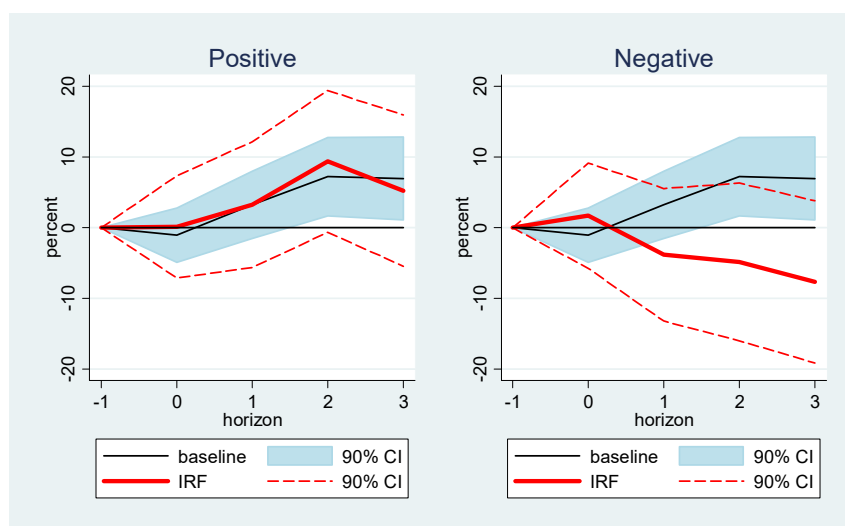 Positive
20
10
0
-10
-20
percent
-1 0 1 2 3
horizon
baseline 90% CI
IRF 90% CI
Negative
20
10
0
-10
-20
percent
-1 0 1 2 3
horizon
baseline 90% CI
IRF 90% CI